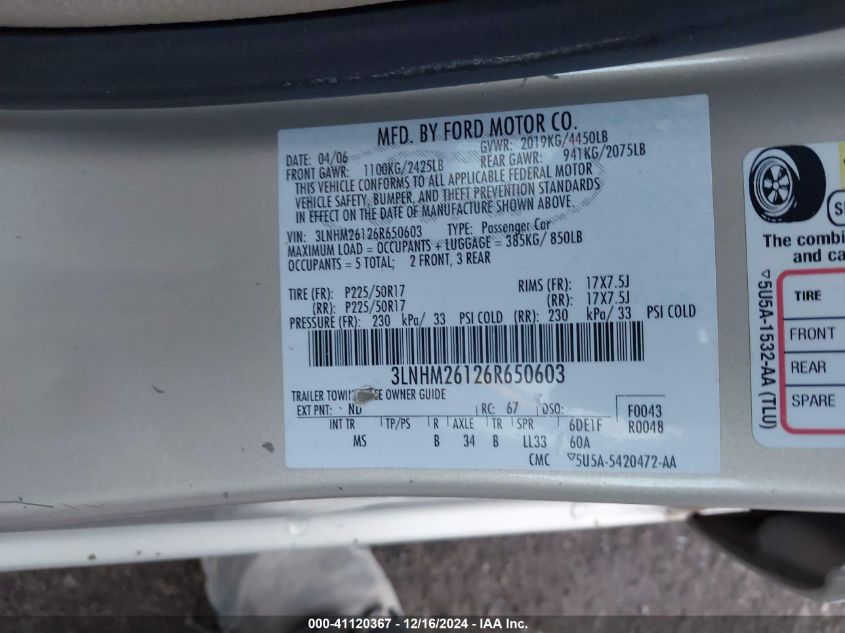 MFD. BY FORD MOTOR CO.
DATE: 04/06 GVWR: 2019KG/4450LB
FRONT GAWR: 1100KG/2425LB REAR GAWR: 941KG/2075LB
THIS VEHICLE CONFORMS TO ALL APPLICABLE FEDERAL MOTOR
VEHICLE SAFETY, BUMPER, AND THEFT PREVENTION STANDARDS
IN EFFECT ON THE DATE OF MANUFACTURE SHOWN ABOVE.
VIN: 3LNHM26126R650603 TYPE: Passenger Car
MAXIMUM LOAD = OCCUPANTS + LUGGAGE = 385KG/ 850LB
OCCUPANTS = 5 TOTAL; 2 FRONT, 3 REAR
TIRE (FR): P225/50R17 RIMS (FR): 17X7.5J
(RR): P225/50R17 (RR): 17X7.5J
PRESSURE (FR): 230 kPa/ 33 PSI COLD (RR): 230 kPa/ 33 PSI COLD
3LNHM26126R650603
TRAILER OWNER GUIDE
EXT PNT: ND RC: 67 DSO: F0043
INT TR TP/PS R AXLE TR SPR 6DE1F R0048
MS B 34 B LL33 60A
CMC 5U5A-5420472-AA
The combi
and ca
TIRE
FRONT
REAR
SPARE
5U5A-1532-AA (TLU)
000-41120367 - 12/16/2024 - IAA Inc.